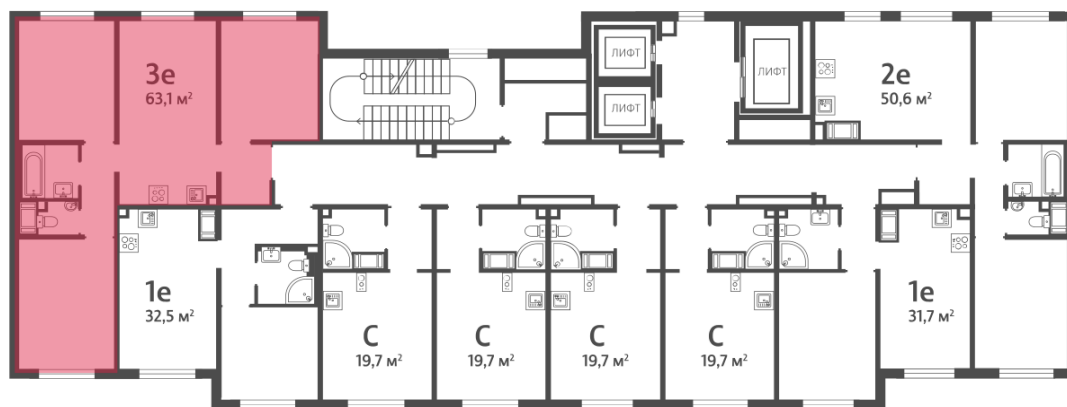 3е
63,1 м²
ЛИФТ
ЛИФТ
ЛИФТ
2е
50,6 м²
1е
32,5 м²
С
19,7 м²
С
19,7 м²
С
19,7 м²
С
19,7 м²
1е
31,7 м²